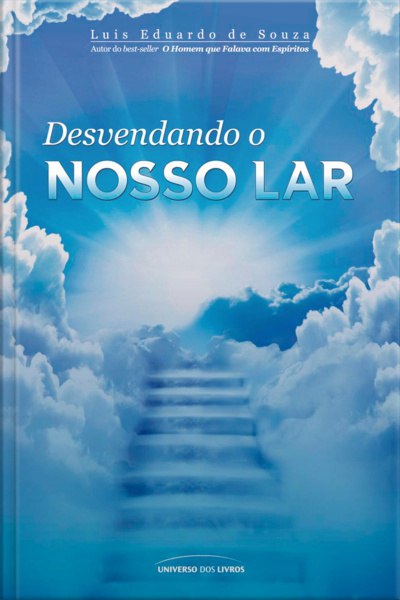 Luis Eduardo de Souza
Autor do best-seller O Homem que Falava com Espíritos
Desvendando o
NOSSO LAR
UNIVERSO DOS LIVROS